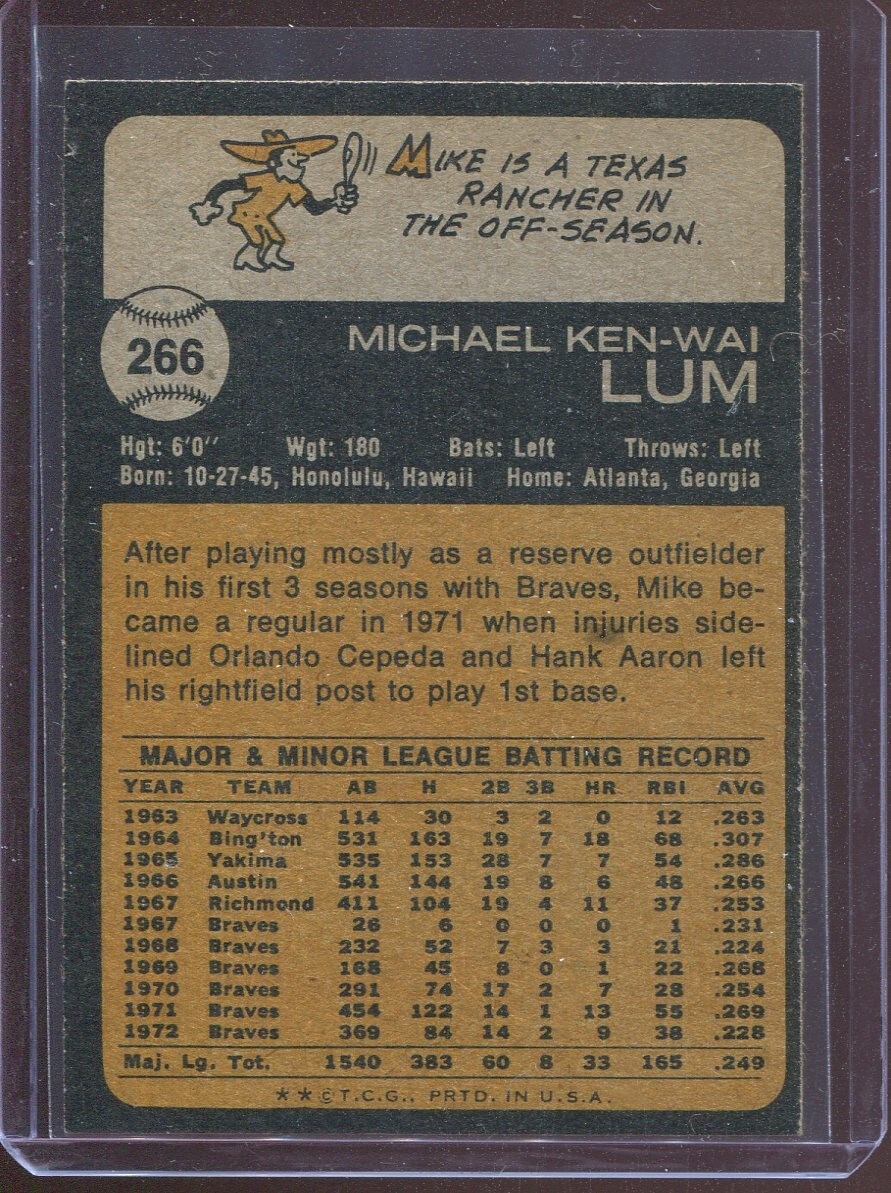 MIKE IS A TEXAS
RANCHER IN
THE OFF-SEASON.
266
MICHAEL KEN-WAI
LUM
Hgt: 6'0" Wgt: 180 Bats: Left Throws: Left
Born: 10-27-45, Honolulu, Hawaii Home: Atlanta, Georgia
After playing mostly as a reserve outfielder
in his first 3 seasons with Braves, Mike be-
came a regular in 1971 when injuries side-
lined Orlando Cepeda and Hank Aaron left
his rightfield post to play 1st base.
MAJOR & MINOR LEAGUE BATTING RECORD
YEAR TEAM AB H 2B 3B HR RBI AVG
1963 Waycross 114 30 3 2 0 12 .263
1964 Bing'ton 531 163 19 7 18 68 .307
1965 Yakima 535 153 28 7 7 54 .286
1966 Austin 541 144 19 8 6 48 .266
1967 Richmond 411 104 19 4 11 37 .253
1967 Braves 26 6 0 0 0 1 .231
1968 Braves 232 52 7 3 3 21 .224
1969 Braves 168 45 8 0 1 22 .268
1970 Braves 291 74 17 2 7 28 .254
1971 Braves 454 122 14 1 13 55 .269
1972 Braves 369 84 14 2 9 38 .228
Maj. Lg. Tot. 1540 383 60 8 33 165 .249
**©T.C.G., PRTD. IN U.S.A.